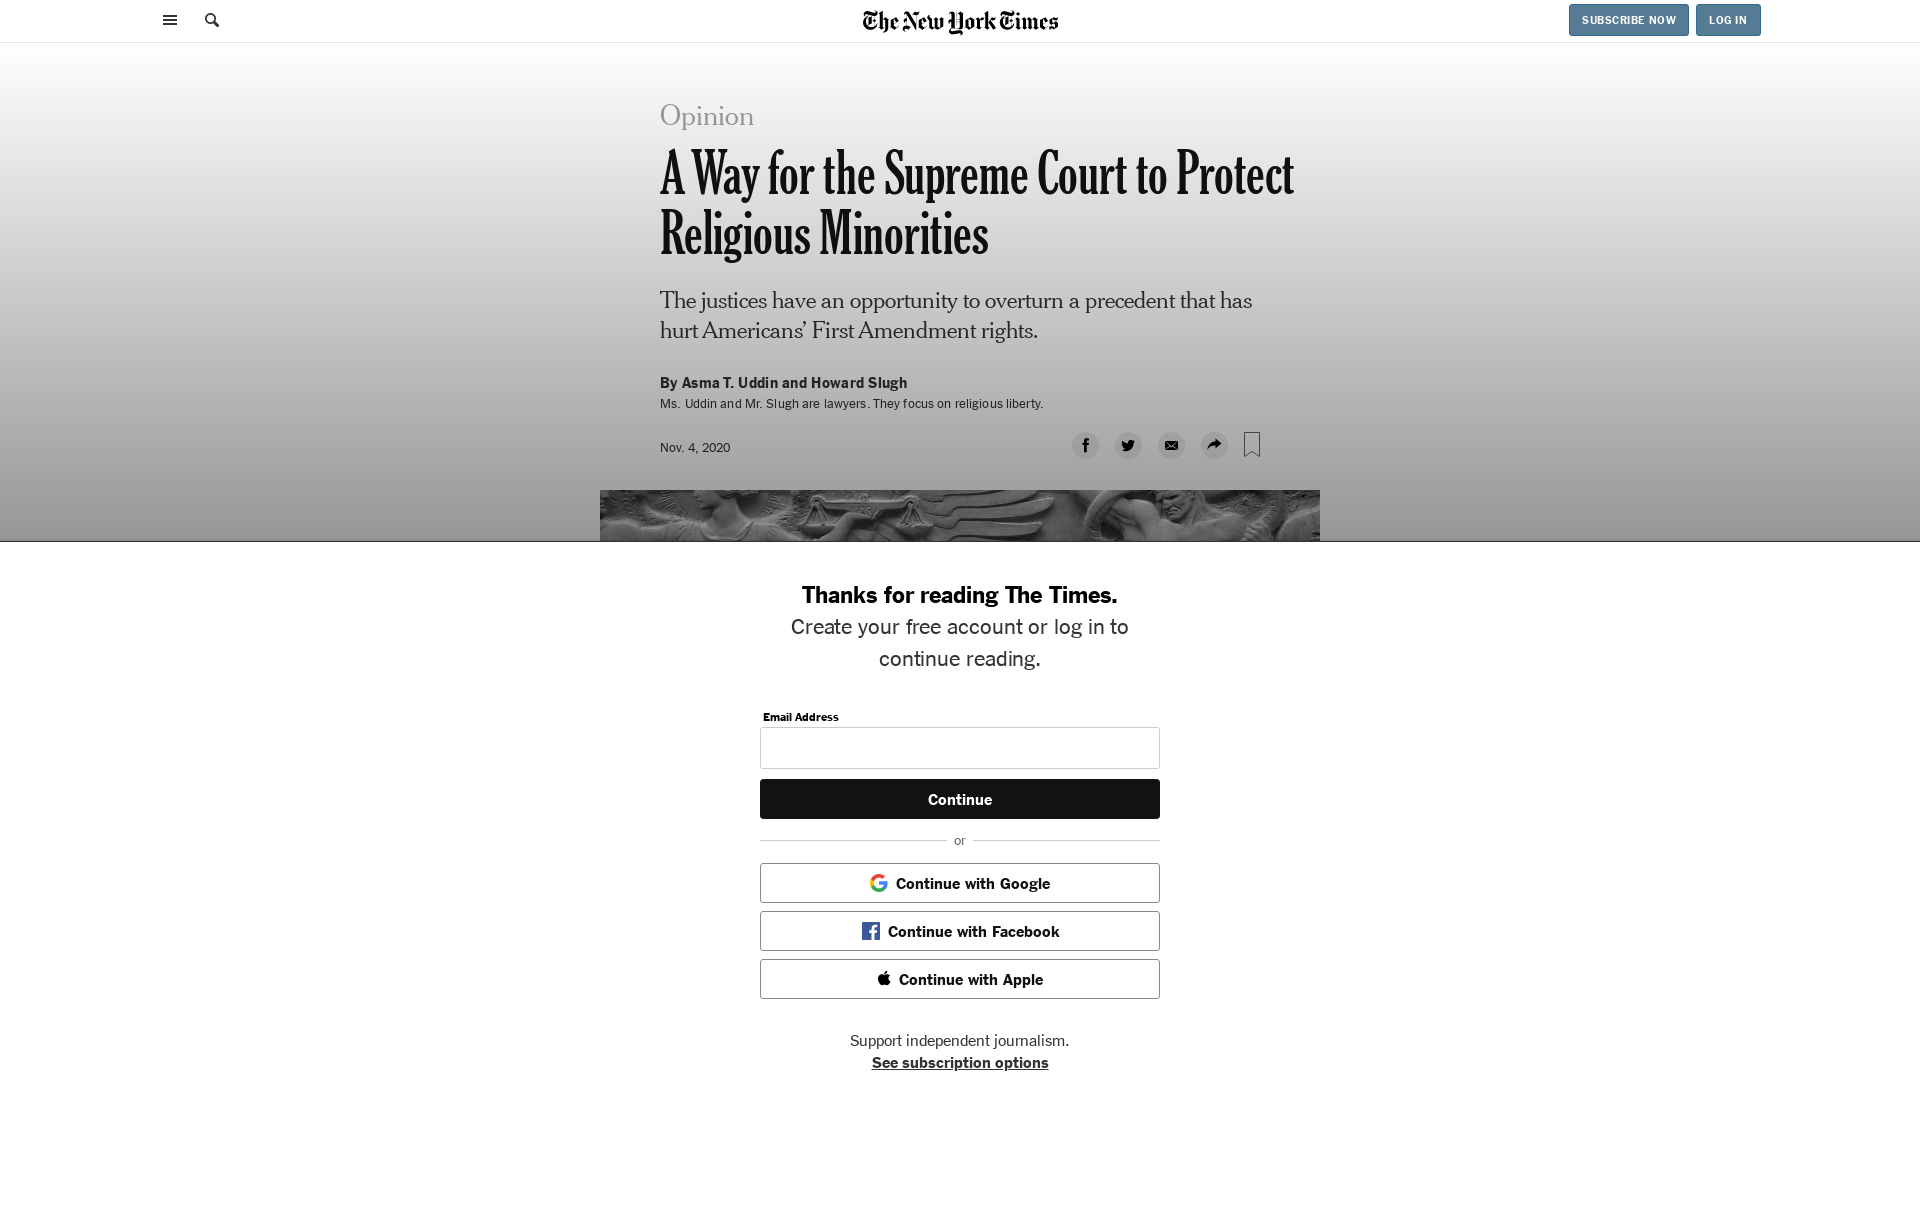 The New York Times
SUBSCRIBE NOW
LOG IN
Opinion
A Way for the Supreme Court to Protect
Religious Minorities
The justices have an opportunity to overturn a precedent that has
hurt Americans’ First Amendment rights.
By Asma T. Uddin and Howard Slugh
Ms. Uddin and Mr. Slugh are lawyers. They focus on religious liberty.
Nov. 4, 2020
Thanks for reading The Times.
Create your free account or log in to
continue reading.
Email Address
Continue
or
Continue with Google
Continue with Facebook
Continue with Apple
Support independent journalism.
See subscription options